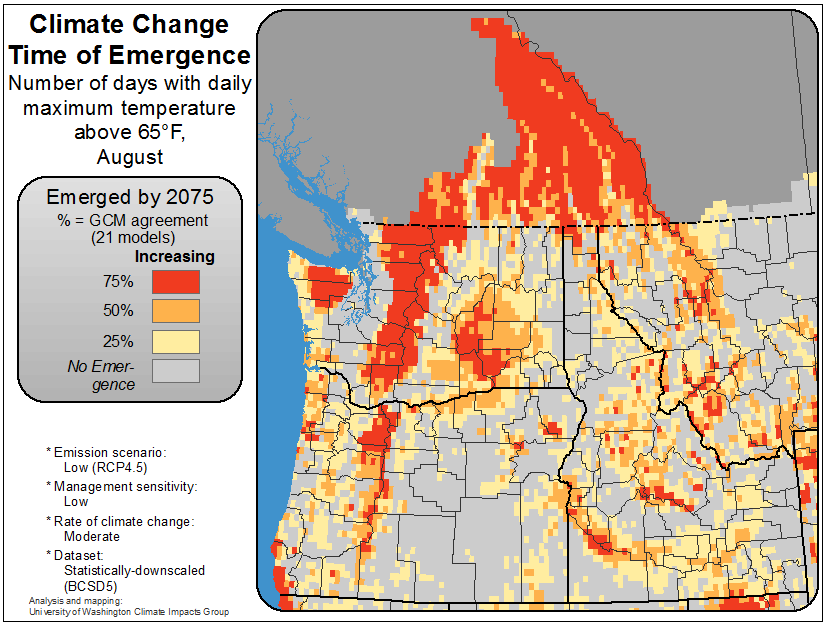 Climate Change
Time of Emergence
Number of days with daily
maximum temperature
above 65°F,
August
Emerged by 2075
% = GCM agreement
(21 models)
Increasing
75%
50%
25%
No Emer-
gence
* Emission scenario:
Low (RCP4.5)
* Management sensitivity:
Low
* Rate of climate change:
Moderate
* Dataset:
Statistically-downscaled
(BCSD5)
Analysis and mapping:
University of Washington Climate Impacts Group